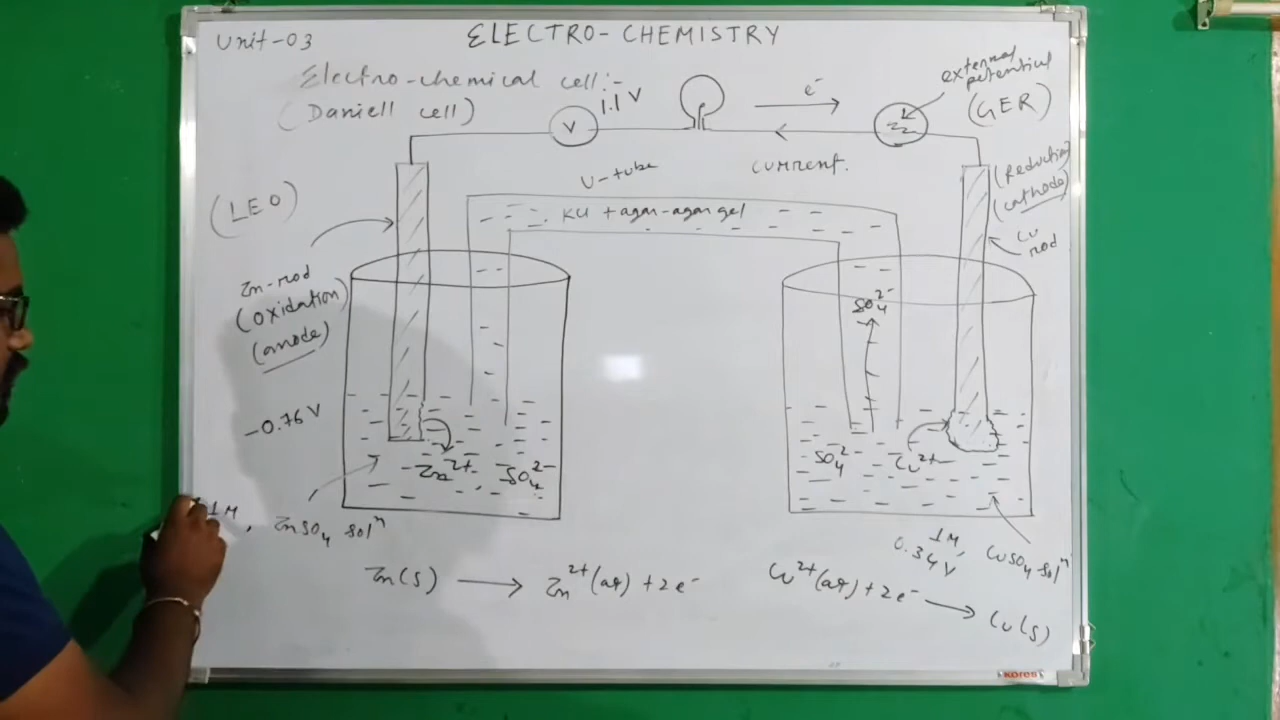 Unit-03
ELECTRO-CHEMISTRY
Electro-chemical cell:-
(Daniell cell)
V
1.1 V
e⁻
external
potential
(GER)
current.
U-tube
KCl + agar-agar gel
(LEO)
Zn-rod
(oxidation)
(anode)
-0.76 V
(Reduction)
(cathode)
Cu
rod
SO₄²⁻
Zn²⁺
SO₄²⁻
SO₄²⁻
Cu²⁺
1M, ZnSO₄ solⁿ
1M,
0.34 V
CuSO₄ solⁿ
Zn(s) → Zn²⁺(aq) + 2e⁻
Cu²⁺(aq) + 2e⁻ → Cu(s)
kores